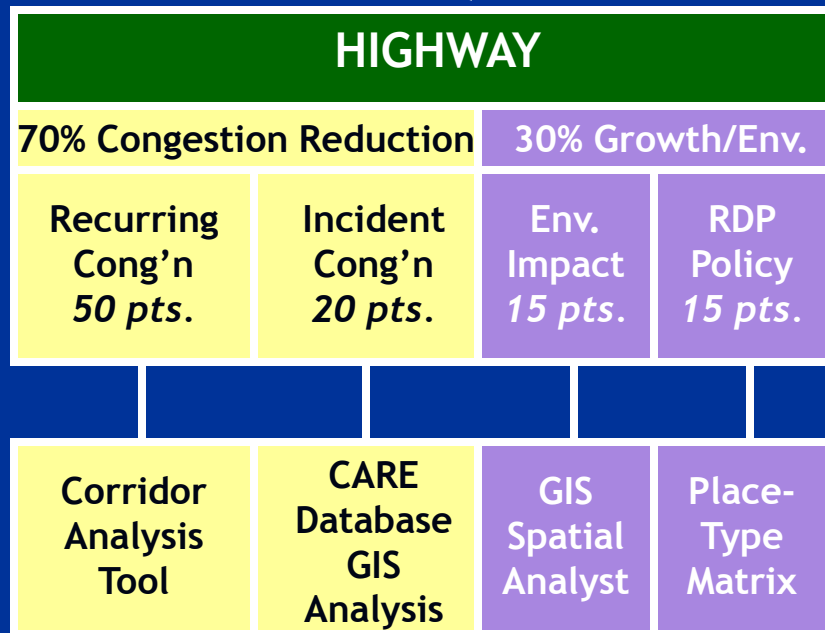 HIGHWAY
70% Congestion Reduction
30% Growth/Env.
Recurring
Cong'n
50 pts.
Incident
Cong'n
20 pts.
Env.
Impact
15 pts.
RDP
Policy
15 pts.
Corridor
Analysis
Tool
CARE
Database
GIS
Analysis
GIS
Spatial
Analyst
Place-
Type
Matrix